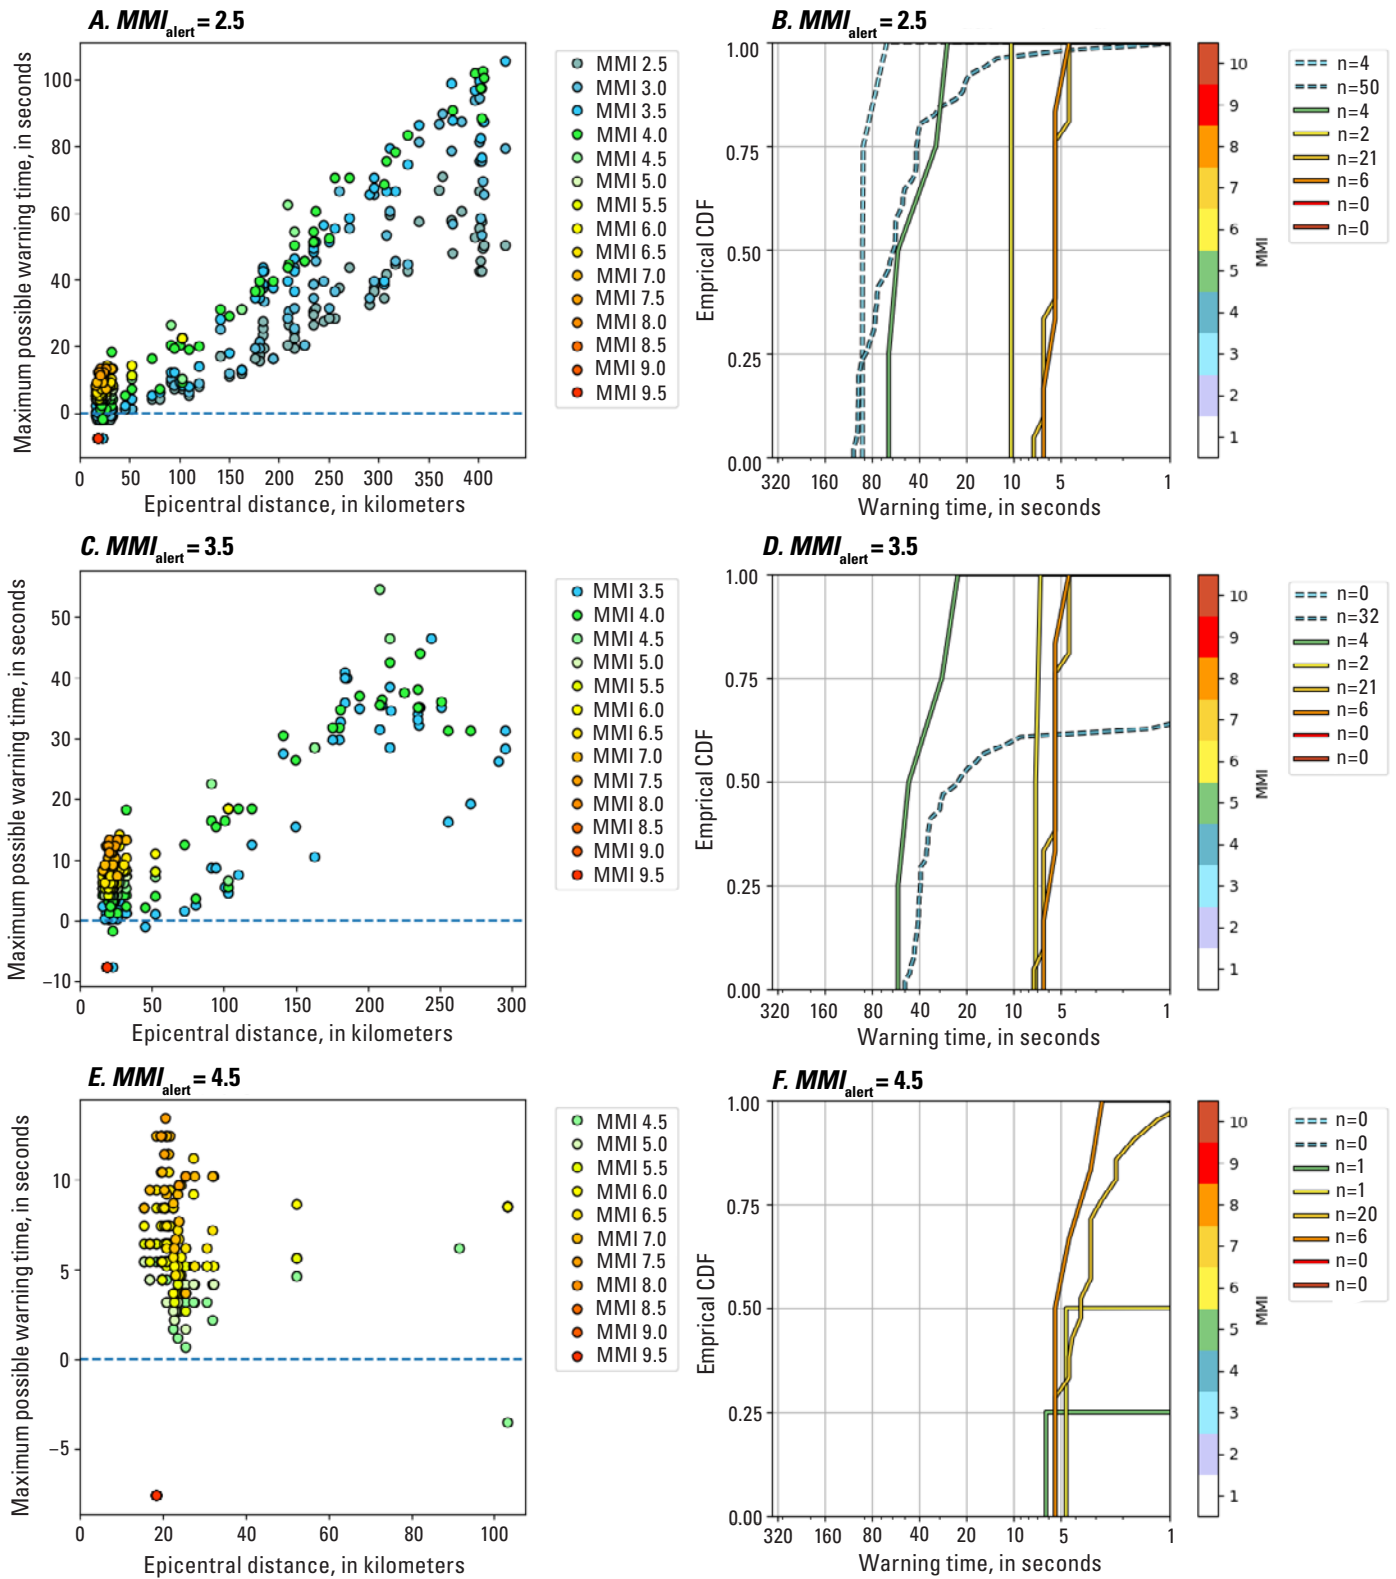 A. MMIalert = 2.5
Maximum possible warning time, in seconds
100
80
60
40
20
0
0 50 100 150 200 250 300 350 400
Epicentral distance, in kilometers
MMI 2.5
MMI 3.0
MMI 3.5
MMI 4.0
MMI 4.5
MMI 5.0
MMI 5.5
MMI 6.0
MMI 6.5
MMI 7.0
MMI 7.5
MMI 8.0
MMI 8.5
MMI 9.0
MMI 9.5
B. MMIalert = 2.5
Emprical CDF
1.00
0.75
0.50
0.25
0.00
320 160 80 40 20 10 5 1
Warning time, in seconds
10
9
8
7
6
5
4
3
2
1
MMI
n=4
n=50
n=4
n=2
n=21
n=6
n=0
n=0
C. MMIalert = 3.5
Maximum possible warning time, in seconds
50
40
30
20
10
0
−10
0 50 100 150 200 250 300
Epicentral distance, in kilometers
MMI 3.5
MMI 4.0
MMI 4.5
MMI 5.0
MMI 5.5
MMI 6.0
MMI 6.5
MMI 7.0
MMI 7.5
MMI 8.0
MMI 8.5
MMI 9.0
MMI 9.5
D. MMIalert = 3.5
Emprical CDF
1.00
0.75
0.50
0.25
0.00
320 160 80 40 20 10 5 1
Warning time, in seconds
10
9
8
7
6
5
4
3
2
1
MMI
n=0
n=32
n=4
n=2
n=21
n=6
n=0
n=0
E. MMIalert = 4.5
Maximum possible warning time, in seconds
10
5
0
−5
0 20 40 60 80 100
Epicentral distance, in kilometers
MMI 4.5
MMI 5.0
MMI 5.5
MMI 6.0
MMI 6.5
MMI 7.0
MMI 7.5
MMI 8.0
MMI 8.5
MMI 9.0
MMI 9.5
F. MMIalert = 4.5
Emprical CDF
1.00
0.75
0.50
0.25
0.00
320 160 80 40 20 10 5 1
Warning time, in seconds
10
9
8
7
6
5
4
3
2
1
MMI
n=0
n=0
n=1
n=1
n=20
n=6
n=0
n=0